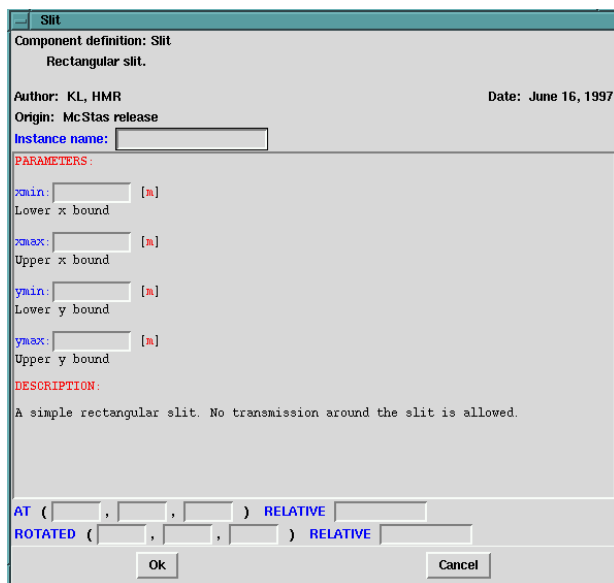 Slit
Component definition: Slit
Rectangular slit.
Author: KL, HMR Date: June 16, 1997
Origin: McStas release
Instance name:
PARAMETERS:
xmin: [m]
Lower x bound
xmax: [m]
Upper x bound
ymin: [m]
Lower y bound
ymax: [m]
Upper y bound
DESCRIPTION:
A simple rectangular slit. No transmission around the slit is allowed.
AT ( , , ) RELATIVE
ROTATED ( , , ) RELATIVE
Ok Cancel